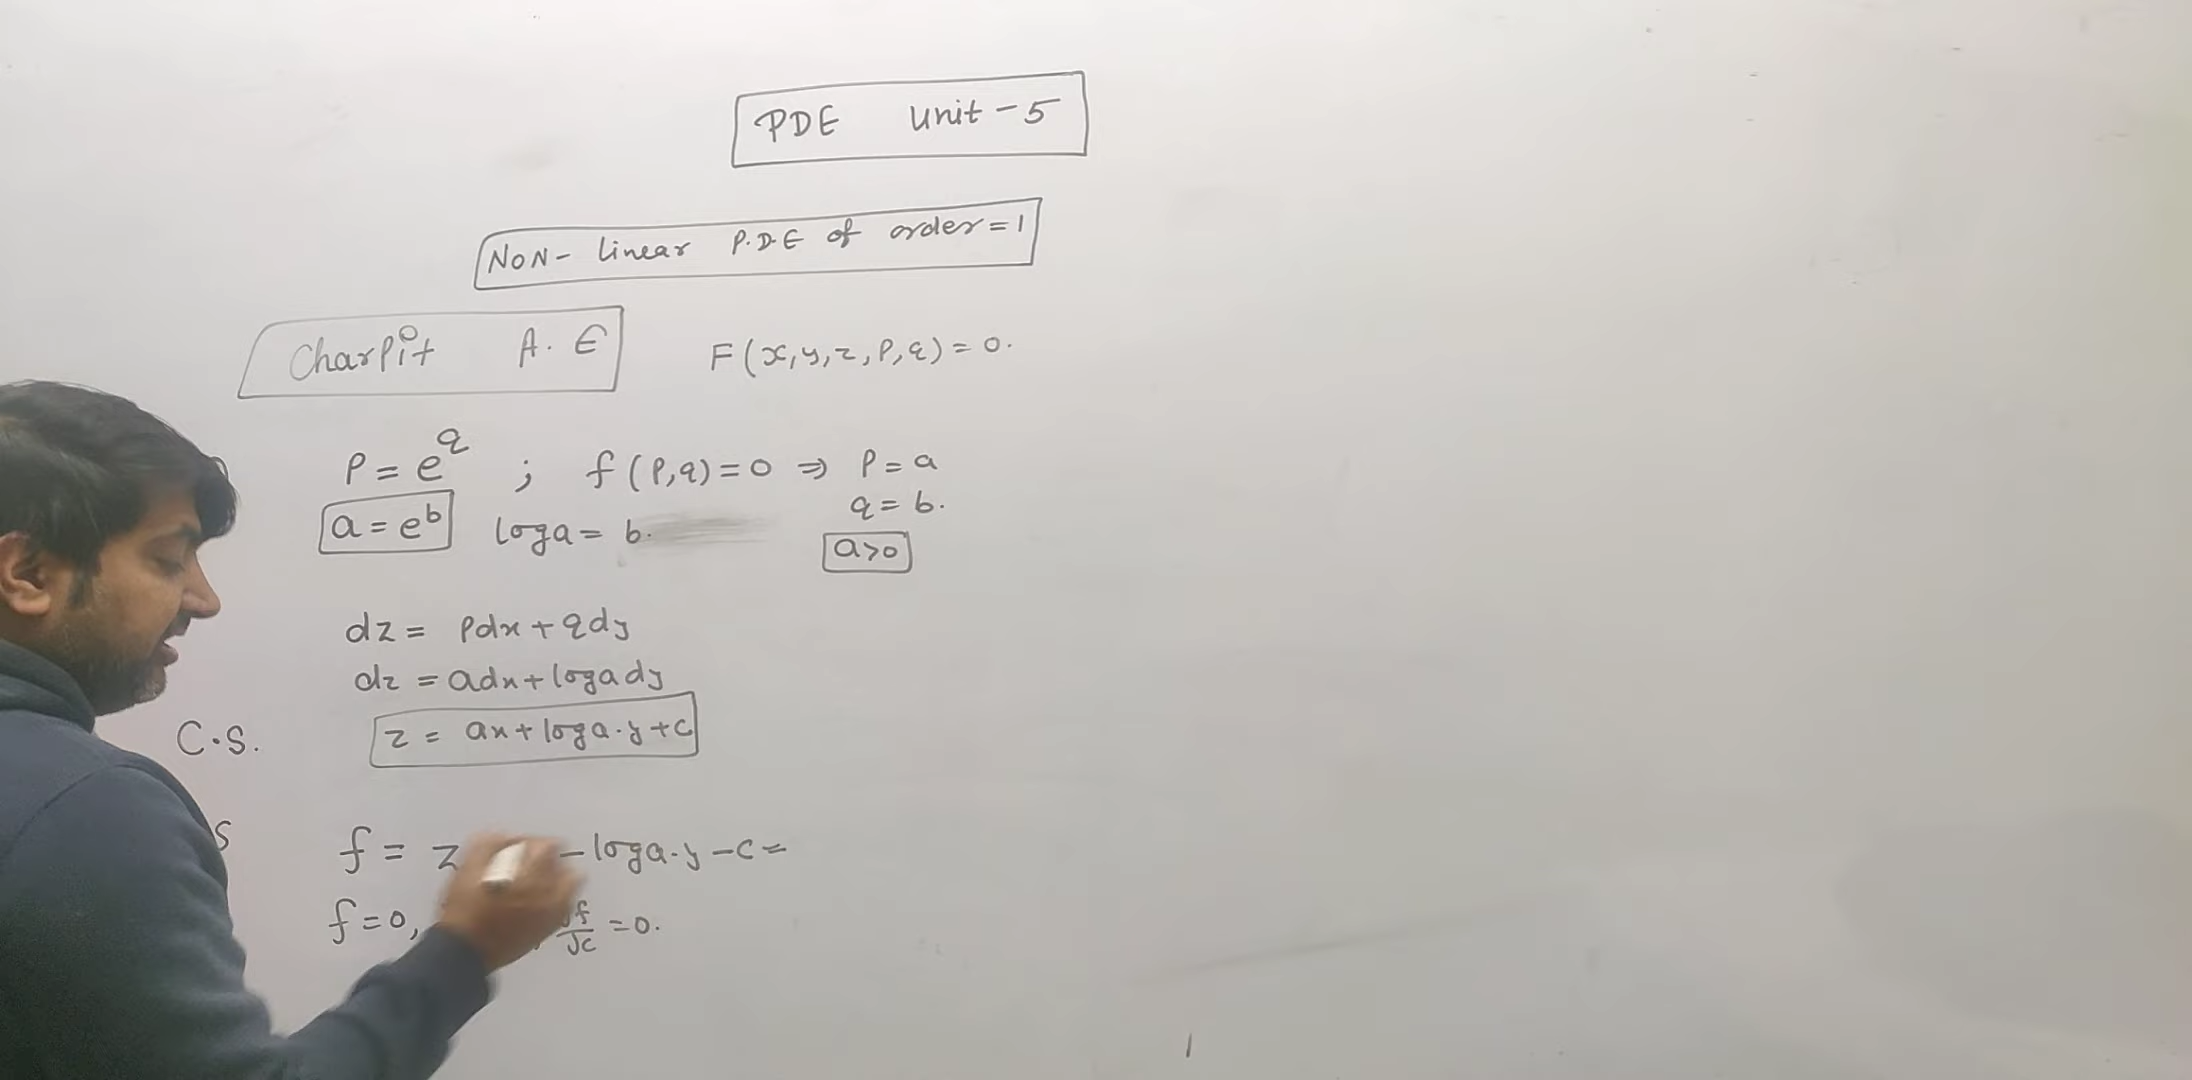 PDE Unit - 5
NON- linear P.D.E of order = 1
CharPit A. E F(x,y,z,P,q) = 0.
P = e^q ; f(P,q) = 0 ⇒ P = a
q = b.
a = e^b log a = b.
a>0
dz = Pdx + qdy
dz = adx + log a dy
C.S. z = ax + log a. y + c
S f = z - log a. y - c =
f = 0, ∂f/∂c = 0.